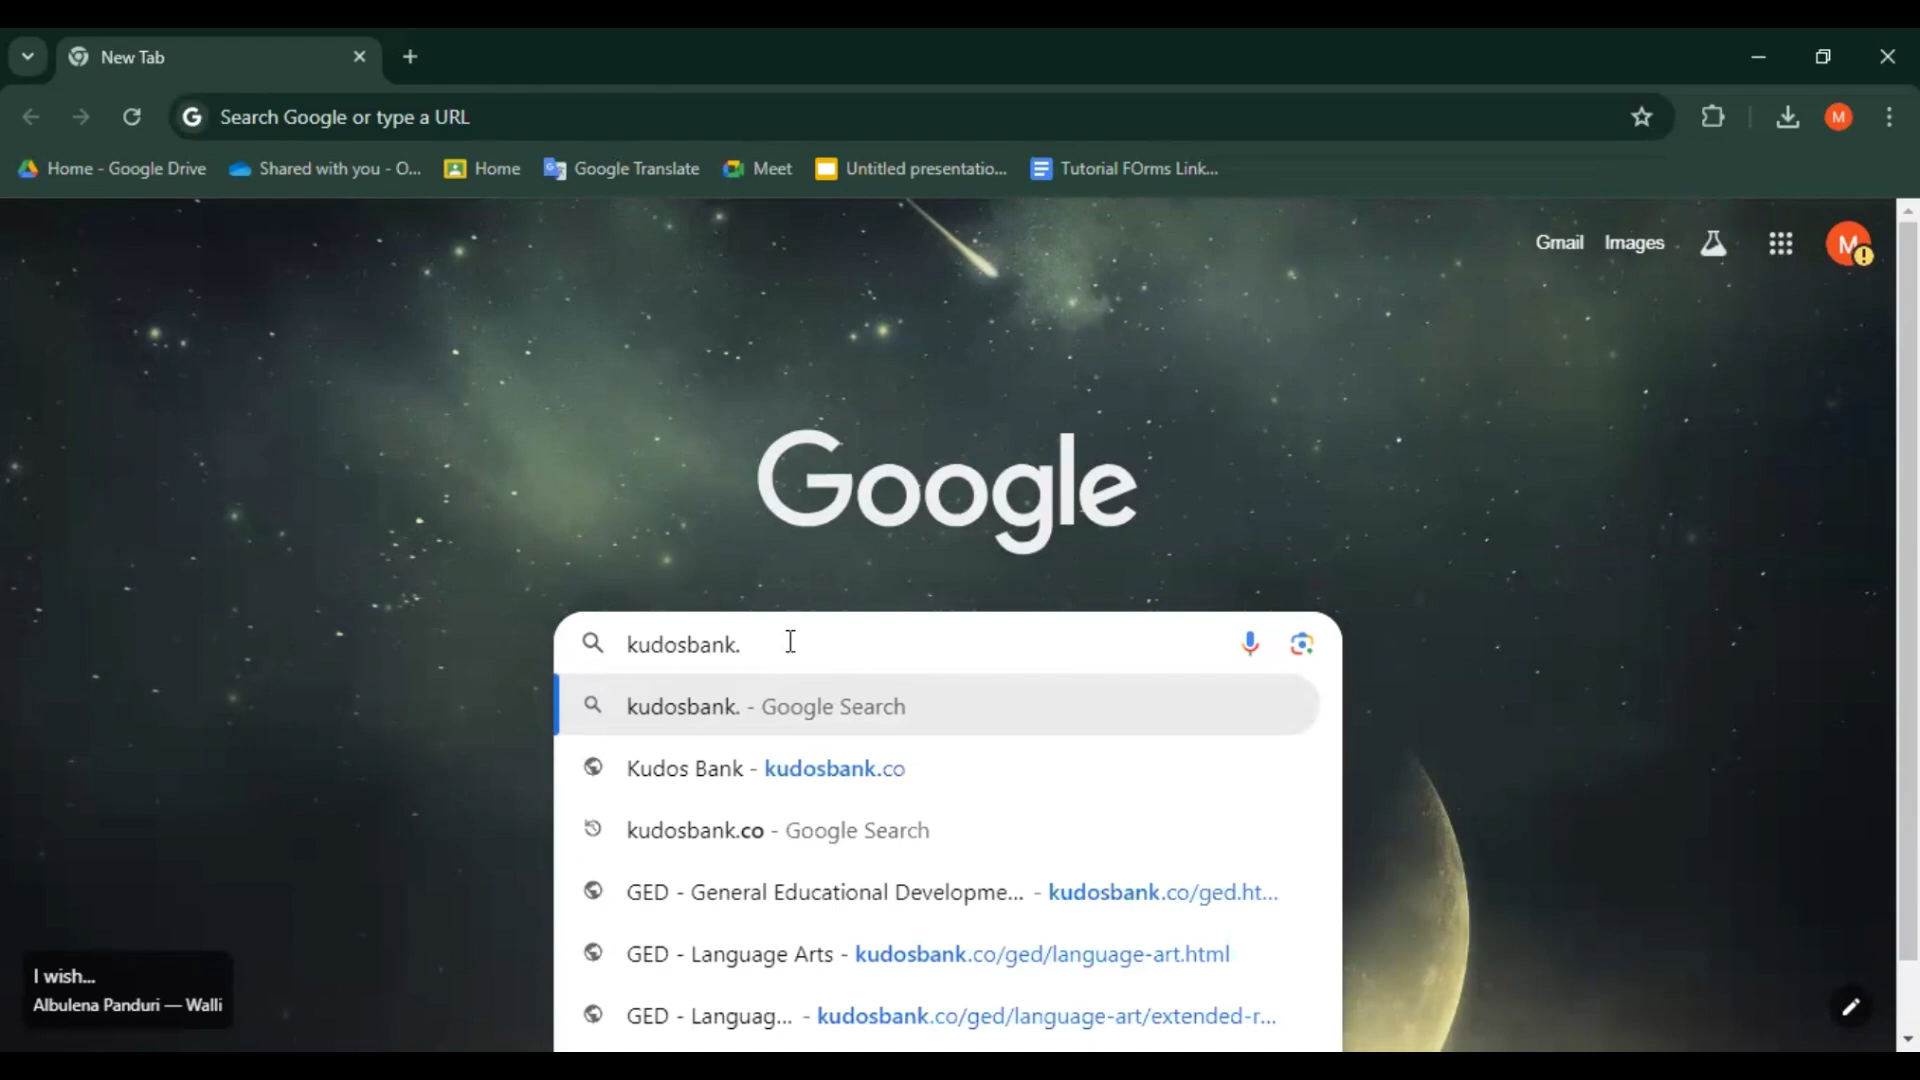 New Tab
Search Google or type a URL
M
Home - Google Drive
Shared with you - O...
Home
Google Translate
Meet
Untitled presentatio...
Tutorial FOrms Link...
Gmail
Images
M
Google
kudosbank.
kudosbank. - Google Search
Kudos Bank - kudosbank.co
kudosbank.co - Google Search
GED - General Educational Developme... - kudosbank.co/ged.ht...
GED - Language Arts - kudosbank.co/ged/language-art.html
GED - Languag... - kudosbank.co/ged/language-art/extended-r...
I wish...
Albulena Panduri — Walli